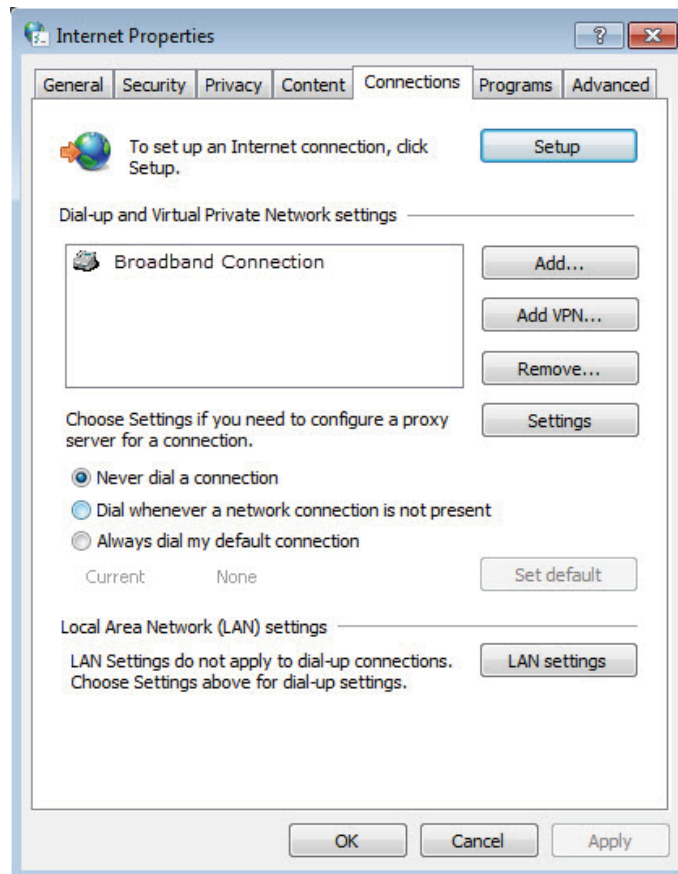 Internet Properties
General Security Privacy Content Connections Programs Advanced
To set up an Internet connection, click
Setup.
Setup
Dial-up and Virtual Private Network settings
Broadband Connection
Add...
Add VPN...
Remove...
Choose Settings if you need to configure a proxy
server for a connection.
Settings
Never dial a connection
Dial whenever a network connection is not present
Always dial my default connection
Current None
Set default
Local Area Network (LAN) settings
LAN Settings do not apply to dial-up connections.
Choose Settings above for dial-up settings.
LAN settings
OK Cancel Apply